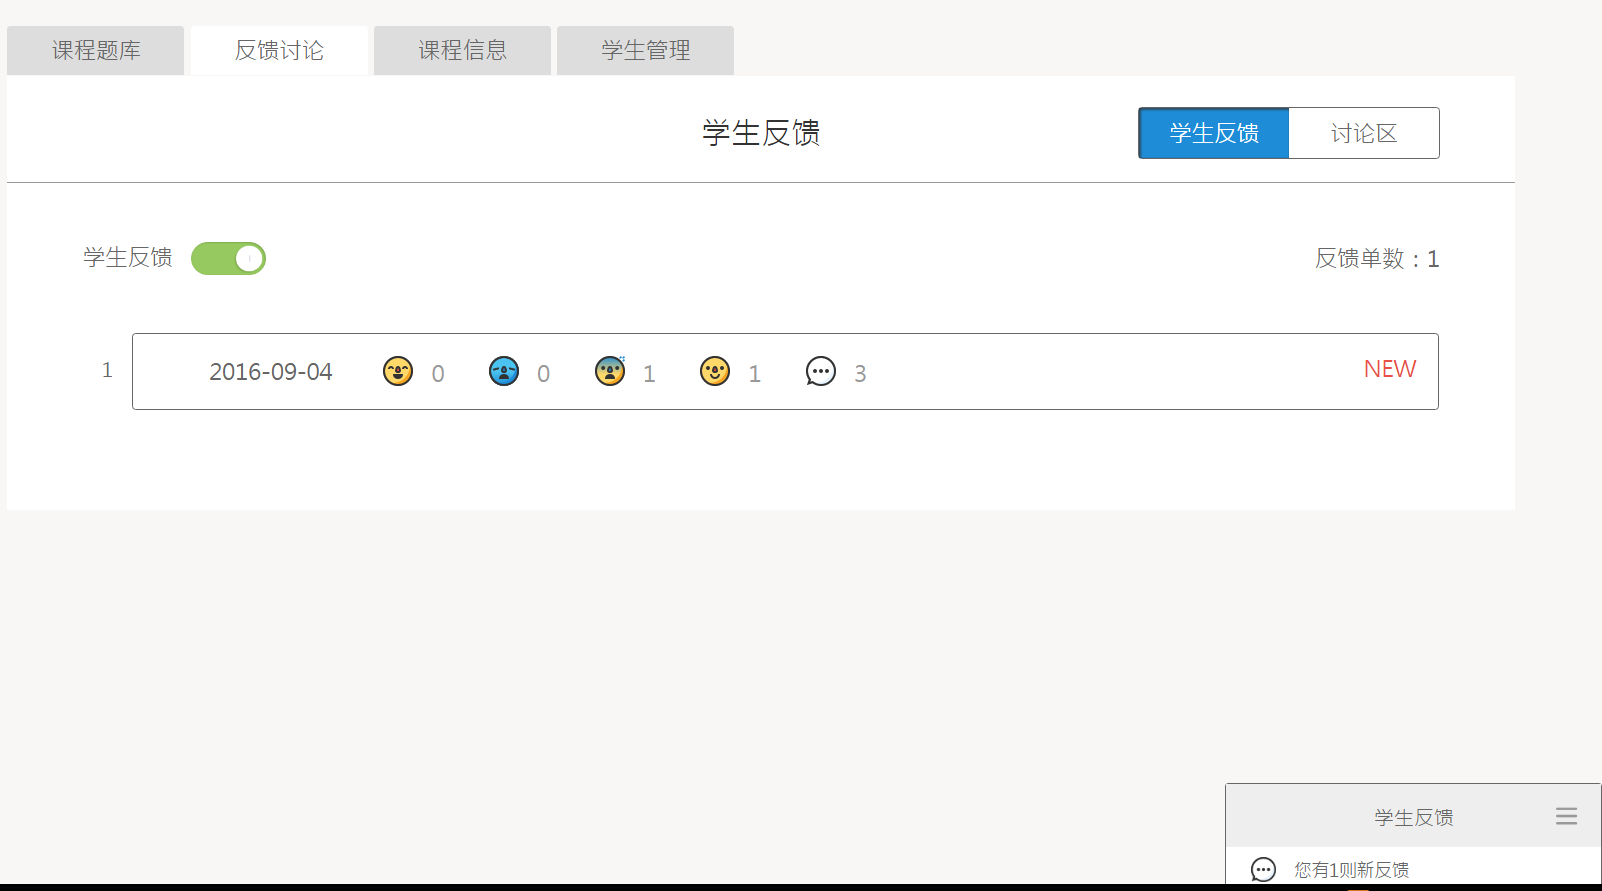 课程题库 反馈讨论 课程信息 学生管理
学生反馈 学生反馈 讨论区
学生反馈 反馈单数：1
1 2016-09-04 0 0 1 1 3 NEW
学生反馈
您有1则新反馈